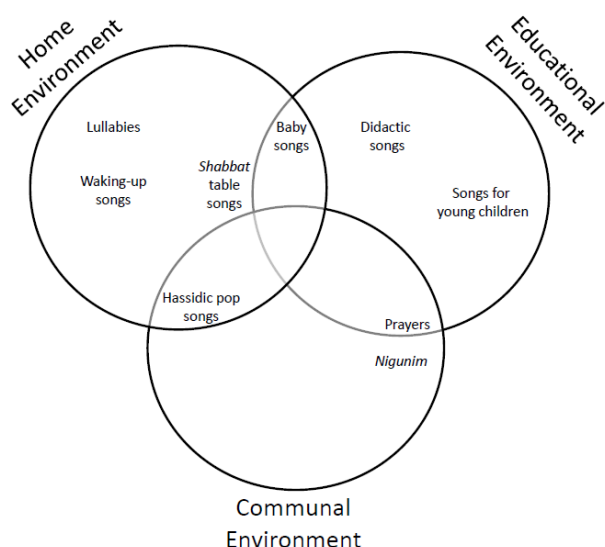 Home
Environment
Educational
Environment
Lullabies
Waking-up
songs
Shabbat
table
songs
Baby
songs
Didactic
songs
Songs for
young children
Hassidic pop
songs
Prayers
Nigunim
Communal
Environment